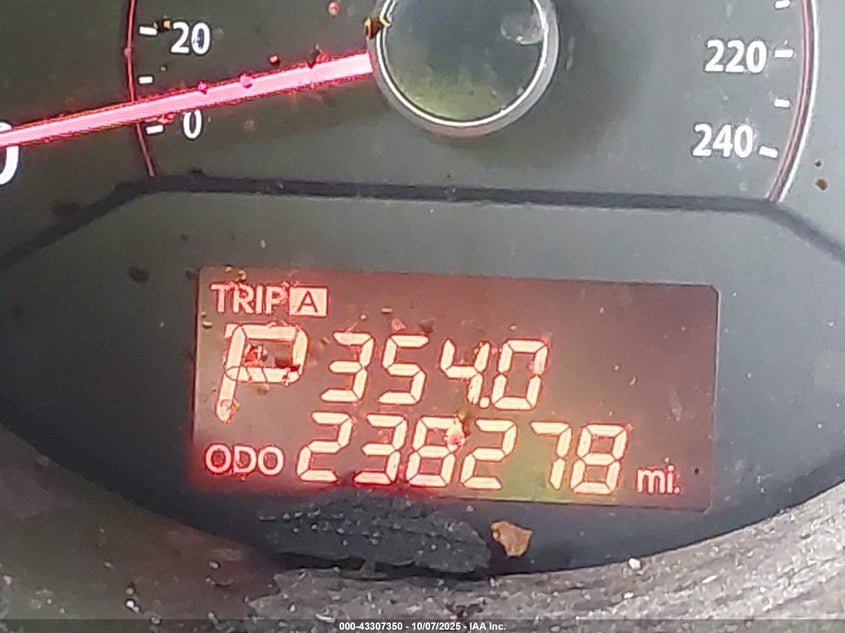 20
220
0
240
TRIP A
P 354.0
ODO 238278 mi.
000-43307350 - 10/07/2025 - IAA Inc.